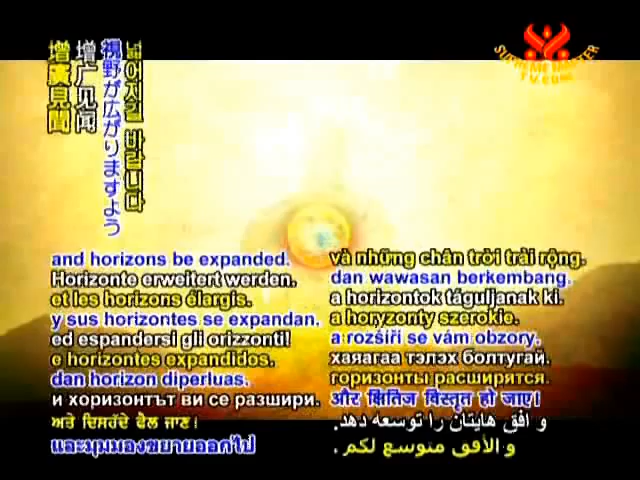 增廣見聞
增广见闻
視野が広がりますよう
넓어지길 바랍니다
SUPREME MASTER
TV.com
and horizons be expanded.
Horizonte erweitert werden.
et les horizons élargis.
y sus horizontes se expandan.
ed espandersi gli orizzonti!
e horizontes expandidos.
dan horizon diperluas.
и хоризонтът ви се разшири.
ਅਤੇ ਦਿਸਹੱਦੇ ਫੈਲ ਜਾਣ।
และมุมมองขยายออกไป
và những chân trời trải rộng.
dan wawasan berkembang.
a horizontok táguljanak ki.
a horyzonty szerokie.
a rozšíří se vám obzory.
хаяагаа тэлэх болтугай.
горизонты расширятся.
और क्षितिज विस्तृत हो जाए।
و افق هایتان را توسعه دهد.
و الأفق متوسع لكم.